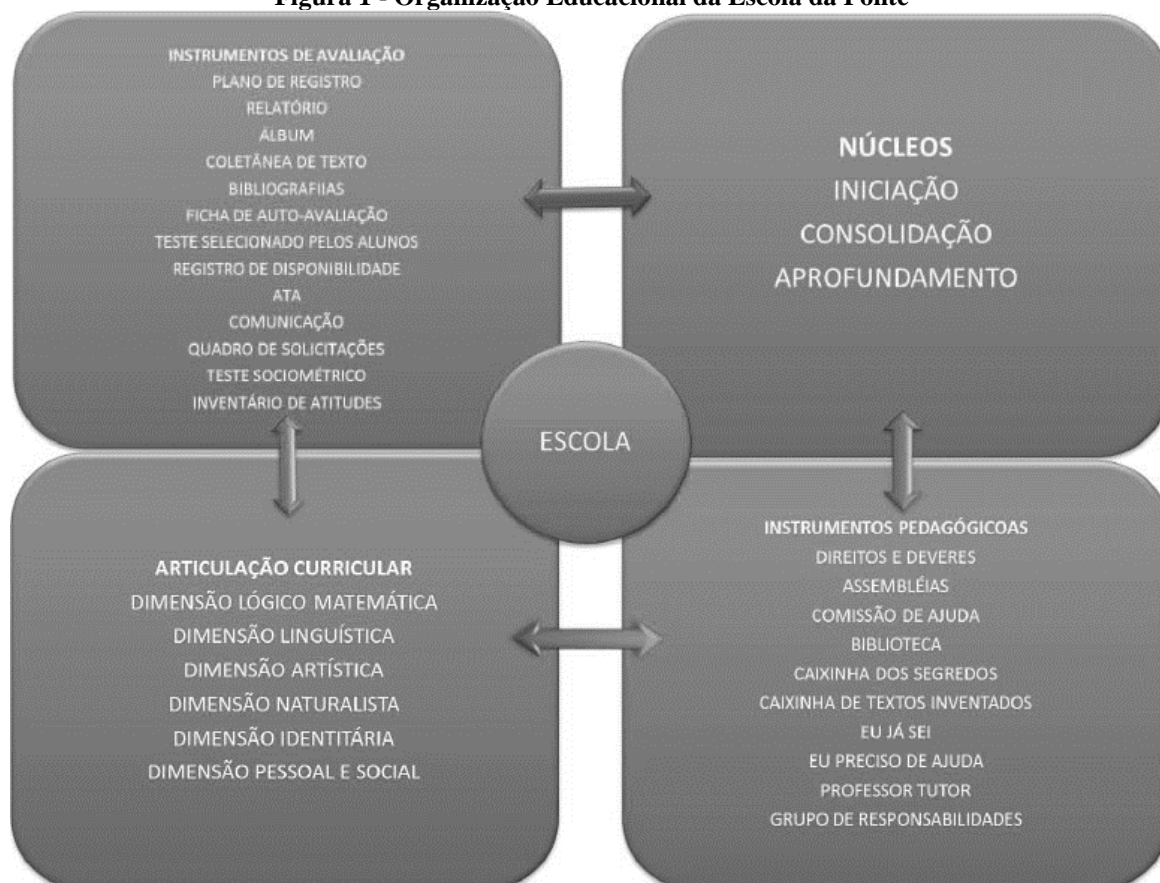 Figura 1 - Organização Educacional da Escola da Ponte
INSTRUMENTOS DE AVALIAÇÃO
PLANO DE REGISTRO
RELATÓRIO
ÁLBUM
COLETÂNEA DE TEXTO
BIBLIOGRAFIIAS
FICHA DE AUTO-AVALIAÇÃO
TESTE SELECIONADO PELOS ALUNOS
REGISTRO DE DISPONIBILIDADE
ATA
COMUNICAÇÃO
QUADRO DE SOLICITAÇÕES
TESTE SOCIOMÉTRICO
INVENTÁRIO DE ATITUDES
NÚCLEOS
INICIAÇÃO
CONSOLIDAÇÃO
APROFUNDAMENTO
ESCOLA
ARTICULAÇÃO CURRICULAR
DIMENSÃO LÓGICO MATEMÁTICA
DIMENSÃO LINGUÍSTICA
DIMENSÃO ARTÍSTICA
DIMENSÃO NATURALISTA
DIMENSÃO IDENTITÁRIA
DIMENSÃO PESSOAL E SOCIAL
INSTRUMENTOS PEDAGÓGICOAS
DIREITOS E DEVERES
ASSEMBLÉIAS
COMISSÃO DE AJUDA
BIBLIOTECA
CAIXINHA DOS SEGREDOS
CAIXINHA DE TEXTOS INVENTADOS
EU JÁ SEI
EU PRECISO DE AJUDA
PROFESSOR TUTOR
GRUPO DE RESPONSABILIDADES